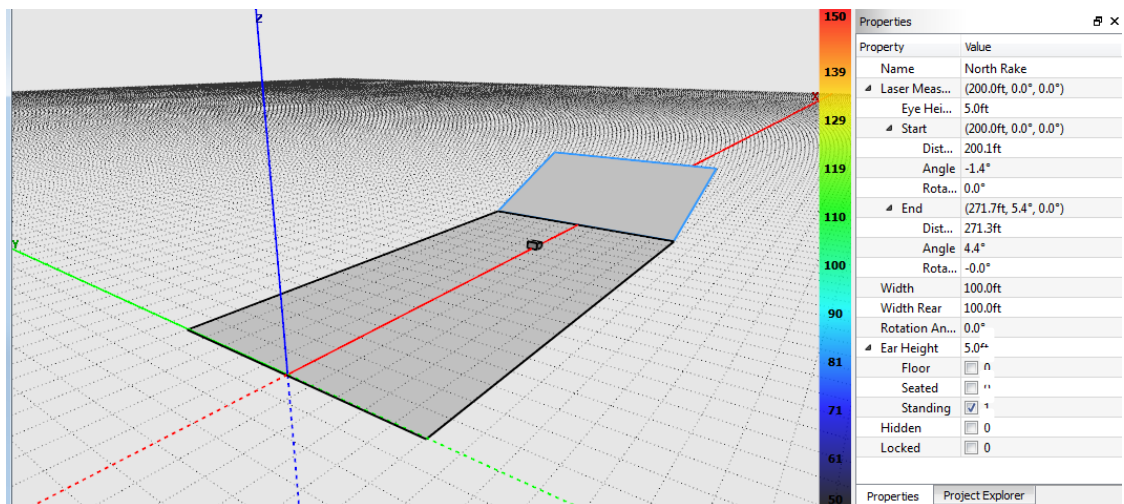 Z
X
Y
150
139
129
119
110
100
90
81
71
61
50
Properties
Property Value
Name North Rake
Laser Meas... (200.0ft, 0.0°, 0.0°)
Eye Hei... 5.0ft
Start (200.0ft, 0.0°, 0.0°)
Dist... 200.1ft
Angle -1.4°
Rota... 0.0°
End (271.7ft, 5.4°, 0.0°)
Dist... 271.3ft
Angle 4.4°
Rota... -0.0°
Width 100.0ft
Width Rear 100.0ft
Rotation An... 0.0°
Ear Height
Floor
Seated
Standing
Hidden 0
Locked 0
Properties Project Explorer